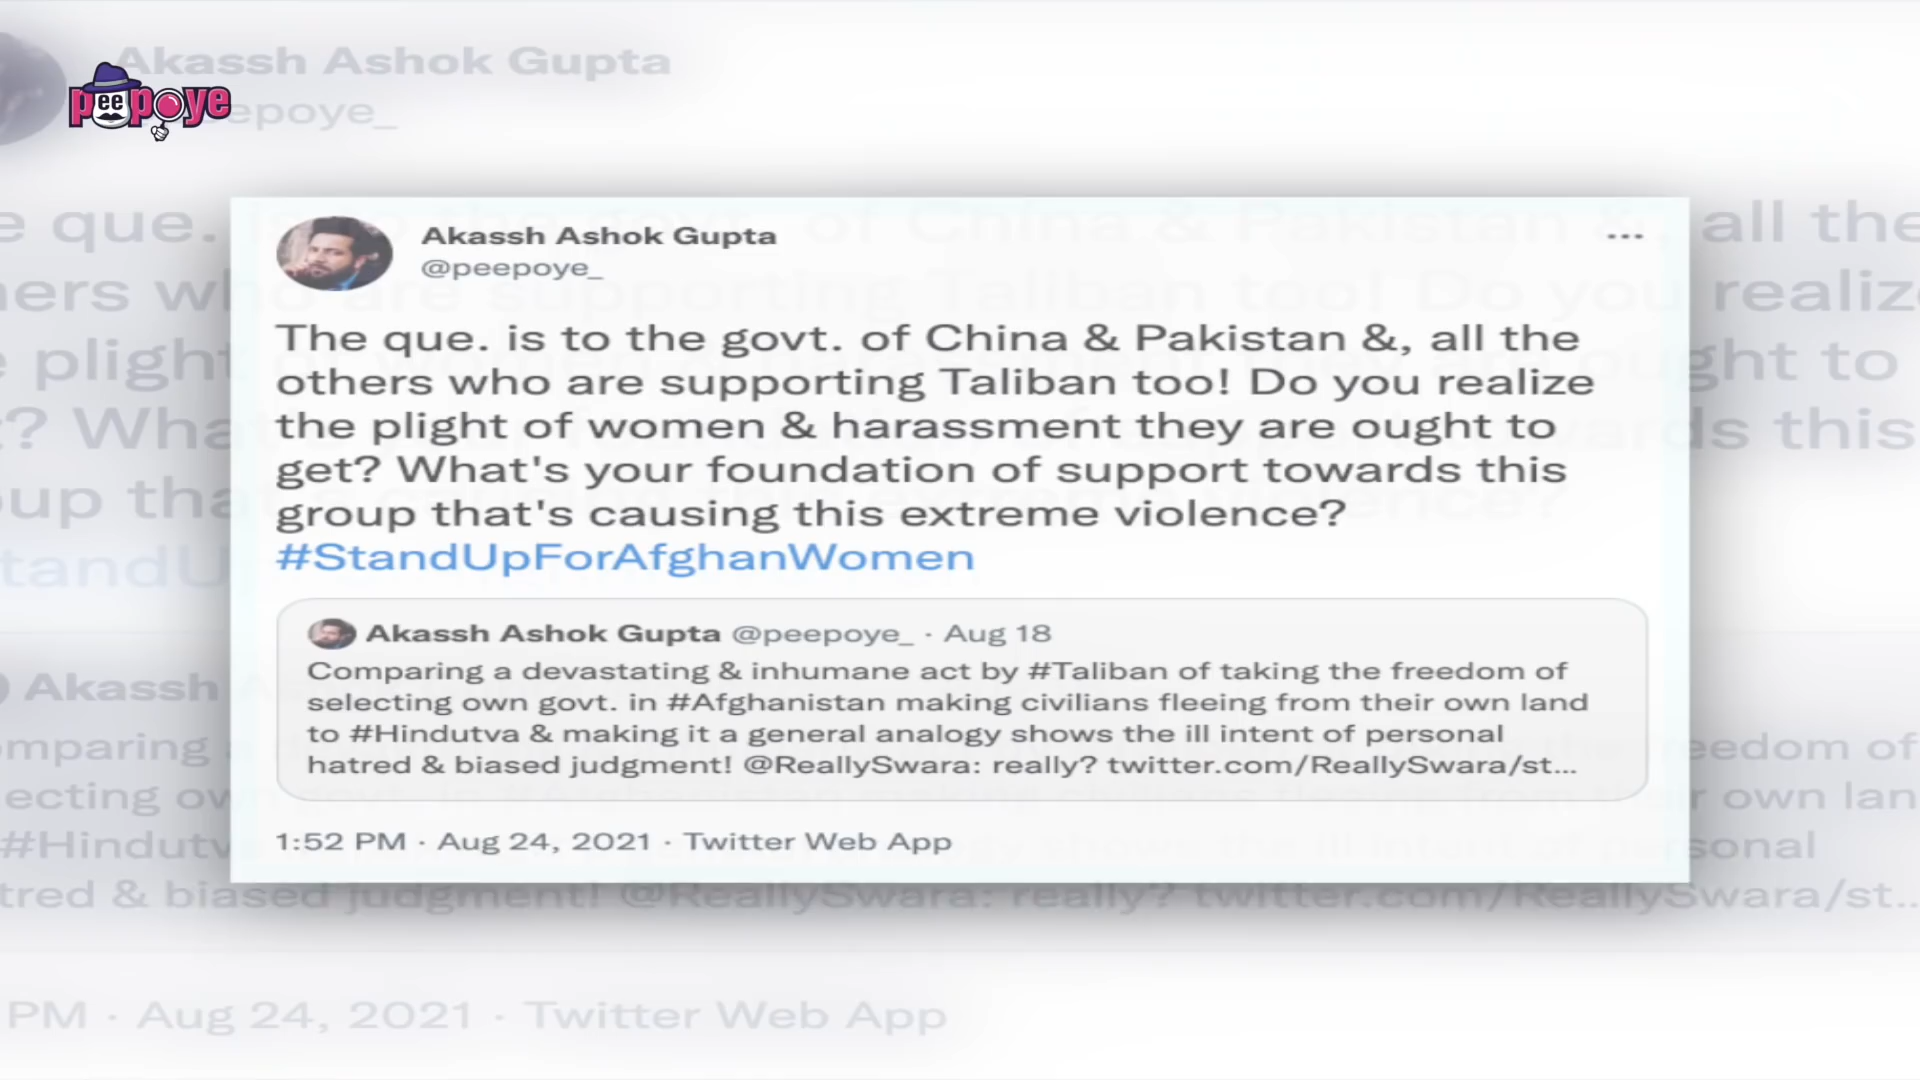 peepoye
Akassh Ashok Gupta
@peepoye_
...
The que. is to the govt. of China & Pakistan &, all the
others who are supporting Taliban too! Do you realize
the plight of women & harassment they are ought to
get? What's your foundation of support towards this
group that's causing this extreme violence?
#StandUpForAfghanWomen
Akassh Ashok Gupta @peepoye_ · Aug 18
Comparing a devastating & inhumane act by #Taliban of taking the freedom of
selecting own govt. in #Afghanistan making civilians fleeing from their own land
to #Hindutva & making it a general analogy shows the ill intent of personal
hatred & biased judgment! @ReallySwara: really? twitter.com/ReallySwara/st...
1:52 PM · Aug 24, 2021 · Twitter Web App